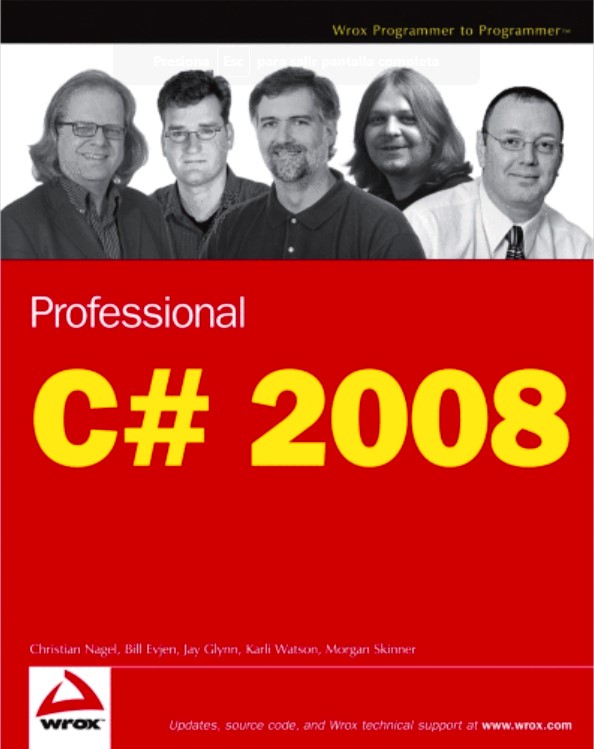 Wrox Programmer to Programmer™
Presiona Esc para salir pantalla completa
Professional
C# 2008
Christian Nagel, Bill Evjen, Jay Glynn, Karli Watson, Morgan Skinner
wrox™
Updates, source code, and Wrox technical support at www.wrox.com